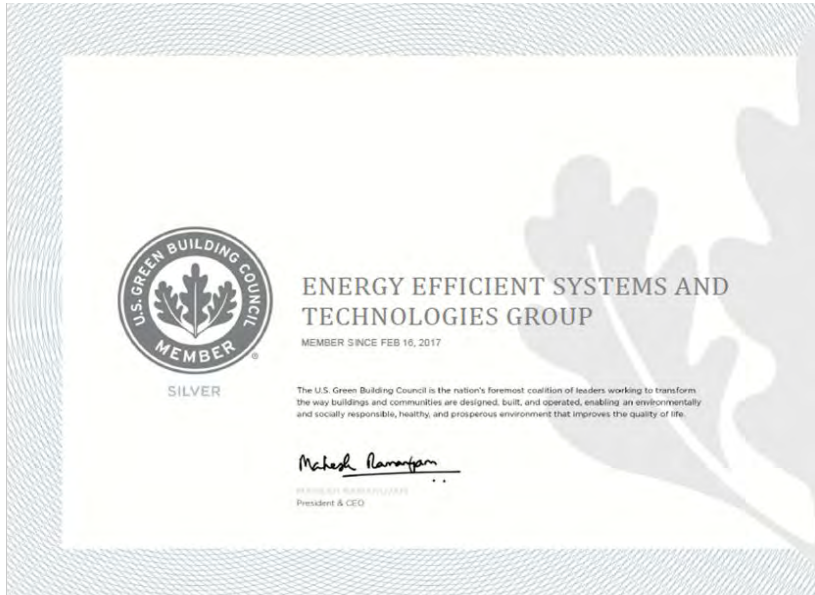 U.S. GREEN BUILDING COUNCIL
MEMBER
®
SILVER
ENERGY EFFICIENT SYSTEMS AND
TECHNOLOGIES GROUP
MEMBER SINCE FEB 16, 2017
The U.S. Green Building Council is the nation's foremost coalition of leaders working to transform
the way buildings and communities are designed, built, and operated, enabling an environmentally
and socially responsible, healthy, and prosperous environment that improves the quality of life.
Mahesh Ramanujam
MAHESH RAMANUJAM
President & CEO